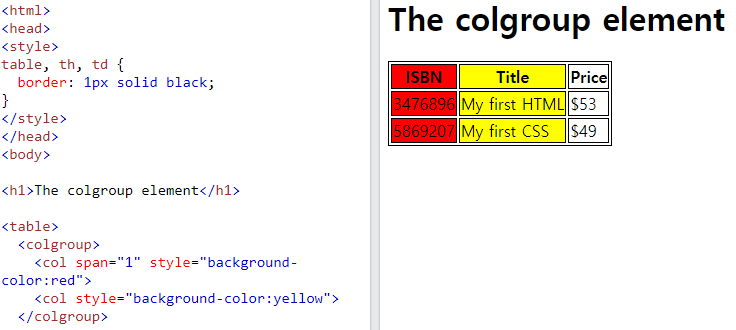 <html>
<head>
<style>
table, th, td {
  border: 1px solid black;
}
</style>
</head>
<body>

<h1>The colgroup element</h1>

<table>
  <colgroup>
    <col span="1" style="background-
color:red">
    <col style="background-color:yellow">
  </colgroup>
The colgroup element
ISBN Title Price
3476896 My first HTML $53
5869207 My first CSS $49